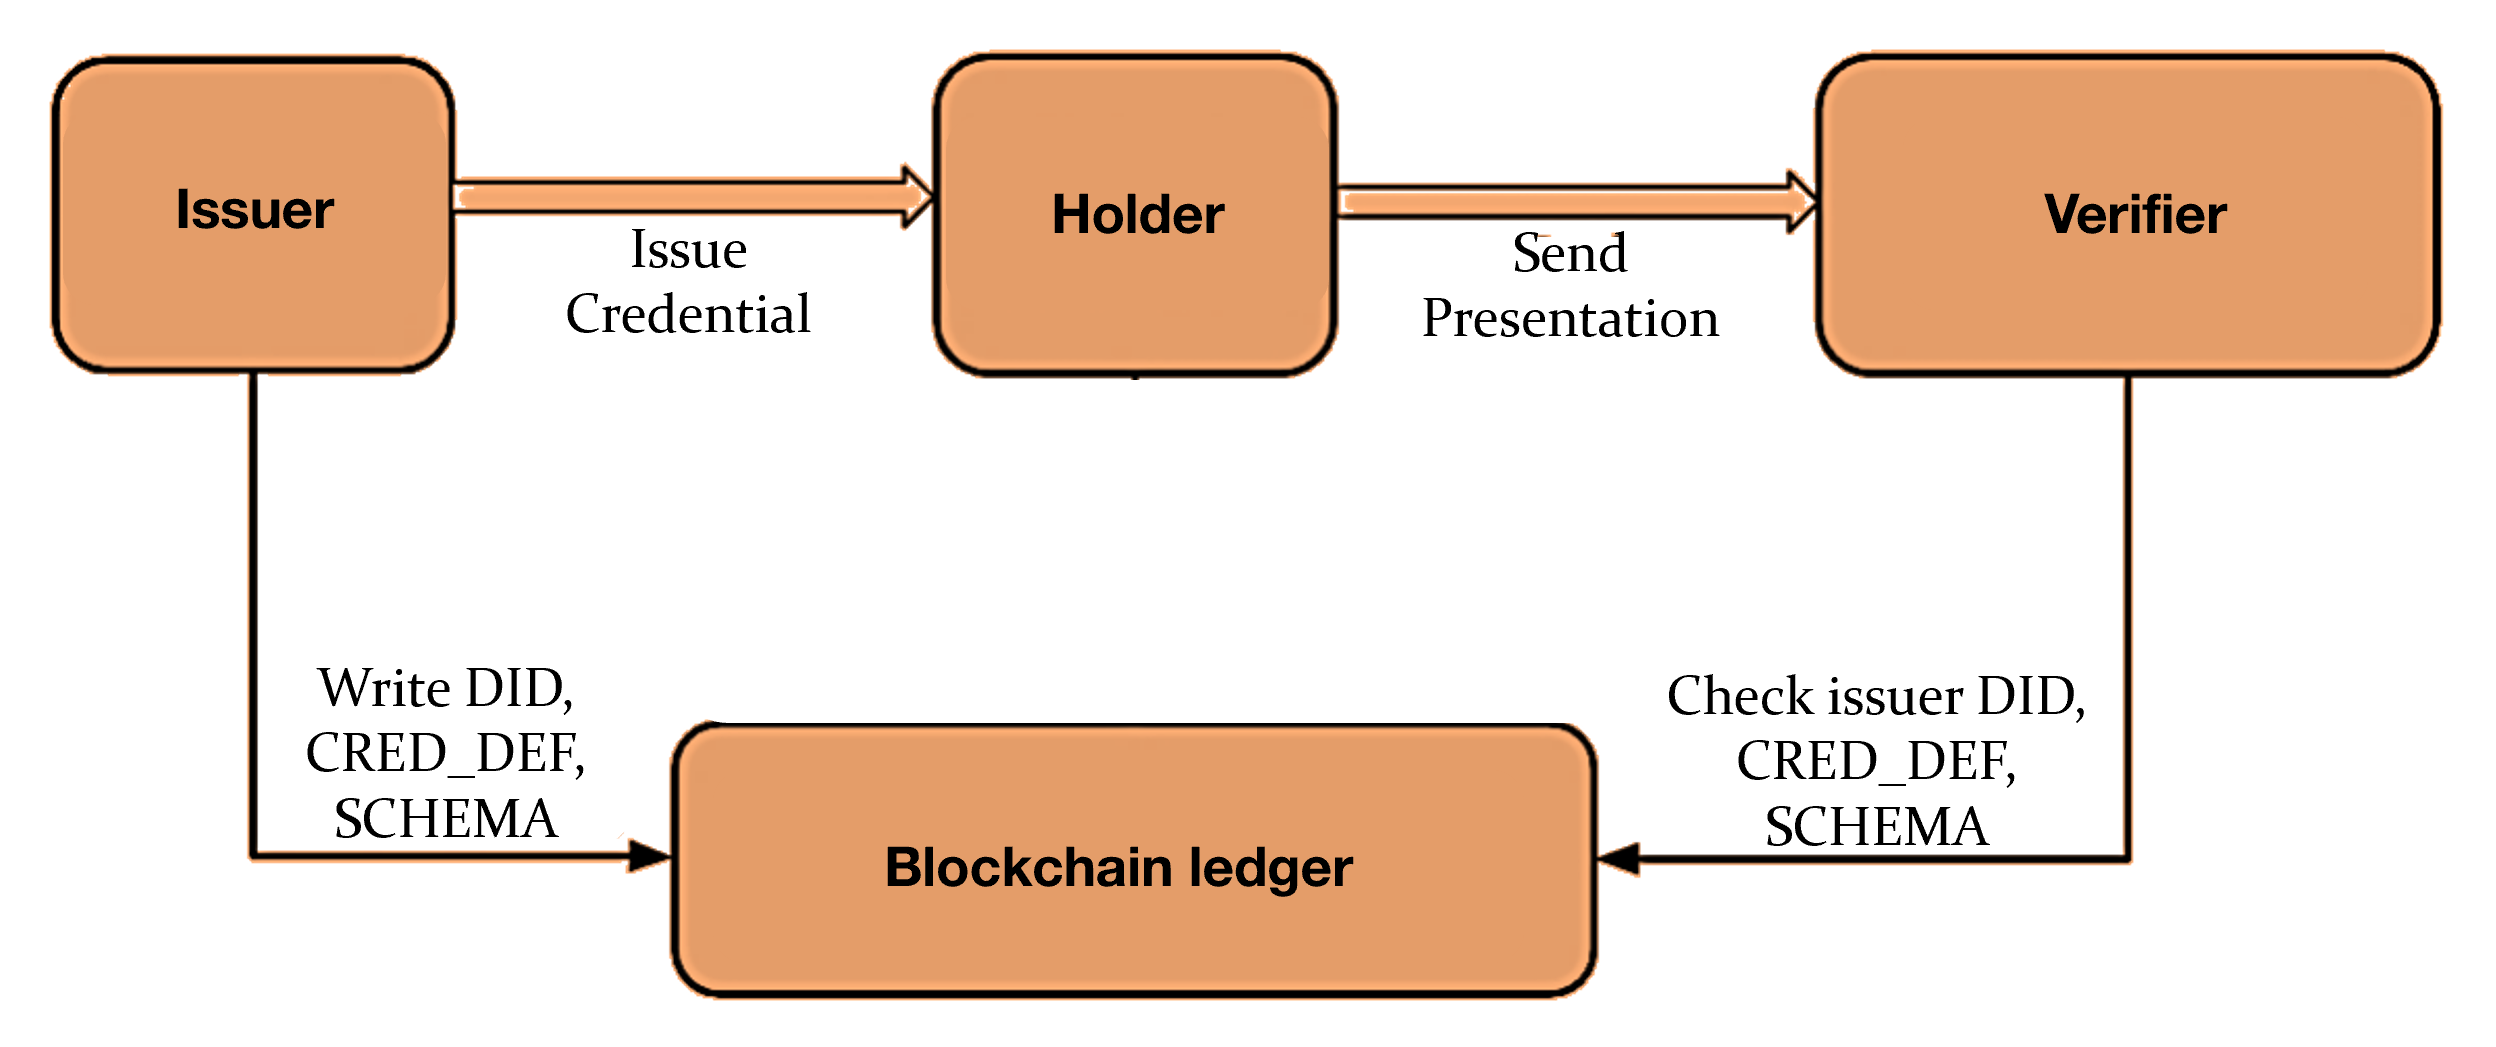 Issuer
Issue
Credential
Holder
Send
Presentation
Verifier
Write DID,
CRED_DEF,
SCHEMA
Blockchain ledger
Check issuer DID,
CRED_DEF,
SCHEMA